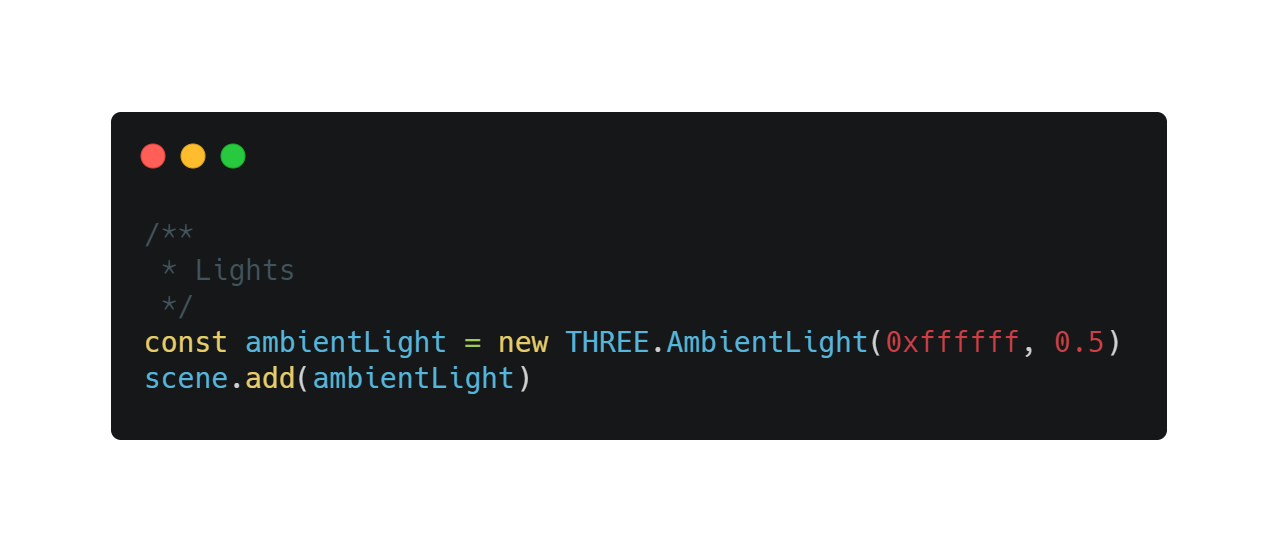 /**
 * Lights
 */
const ambientLight = new THREE.AmbientLight(0xffffff, 0.5)
scene.add(ambientLight)